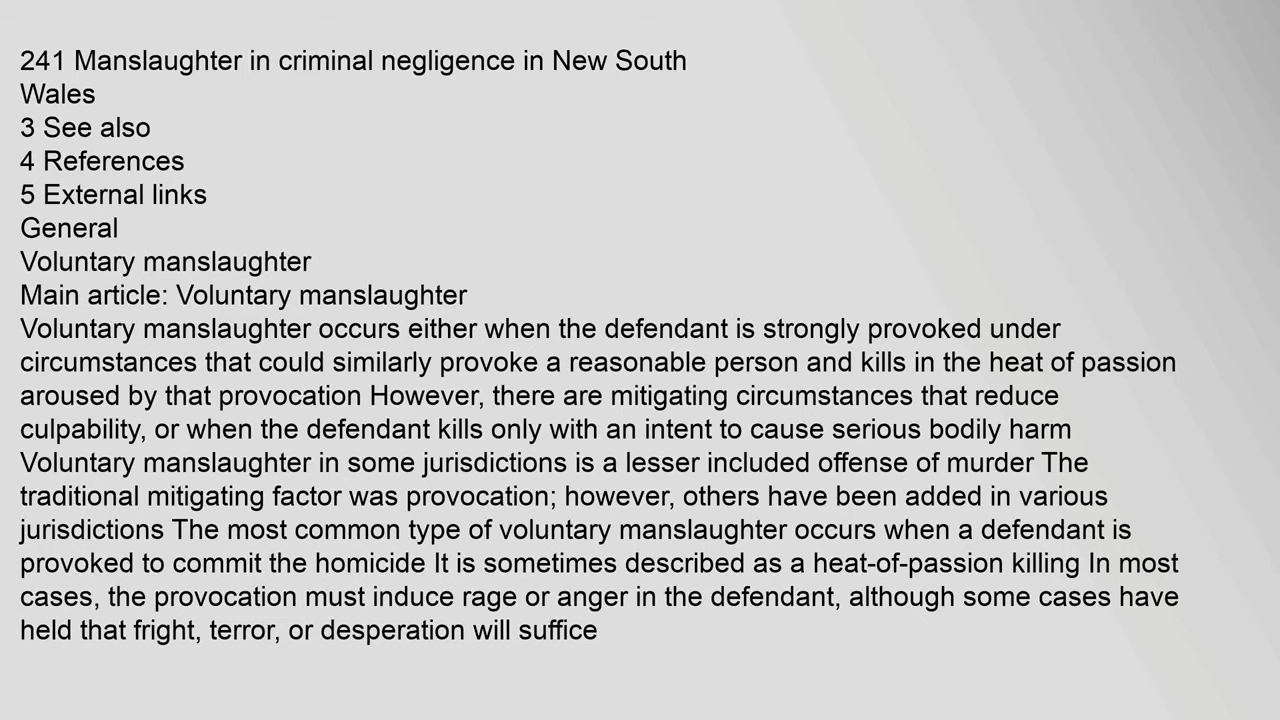 241 Manslaughter in criminal negligence in New South
Wales
3 See also
4 References
5 External links
General
Voluntary manslaughter
Main article: Voluntary manslaughter
Voluntary manslaughter occurs either when the defendant is strongly provoked under
circumstances that could similarly provoke a reasonable person and kills in the heat of passion
aroused by that provocation However, there are mitigating circumstances that reduce
culpability, or when the defendant kills only with an intent to cause serious bodily harm
Voluntary manslaughter in some jurisdictions is a lesser included offense of murder The
traditional mitigating factor was provocation; however, others have been added in various
jurisdictions The most common type of voluntary manslaughter occurs when a defendant is
provoked to commit the homicide It is sometimes described as a heat-of-passion killing In most
cases, the provocation must induce rage or anger in the defendant, although some cases have
held that fright, terror, or desperation will suffice